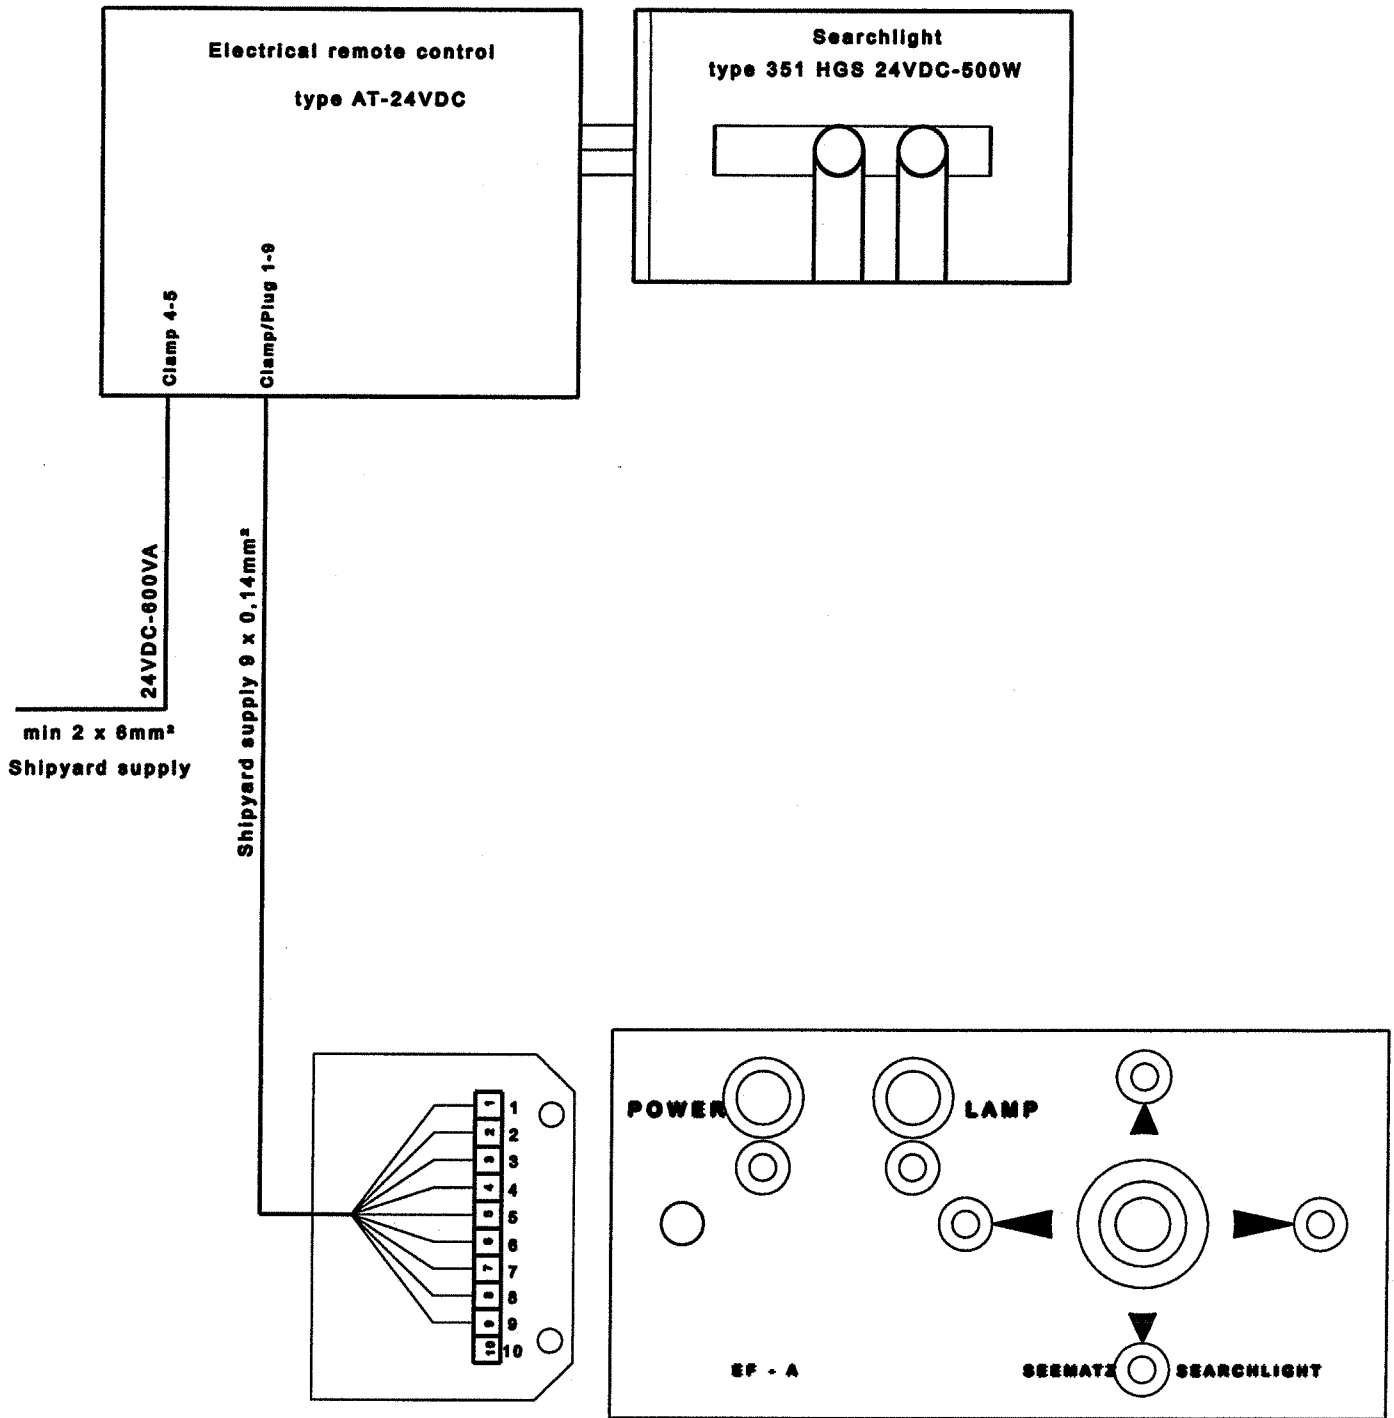 Electrical remote control
type AT-24VDC
Searchlight
type 351 HGS 24VDC-500W
Clamp 4-5
Clamp/Plug 1-9
24VDC-600VA
min 2 x 6mm²
Shipyard supply
Shipyard supply 9 x 0,14mm²
1 1
2 2
3 3
4 4
5 5
6 6
7 7
8 8
9 9
10 10
POWER
LAMP
EF - A
SEEMATZ SEARCHLIGHT